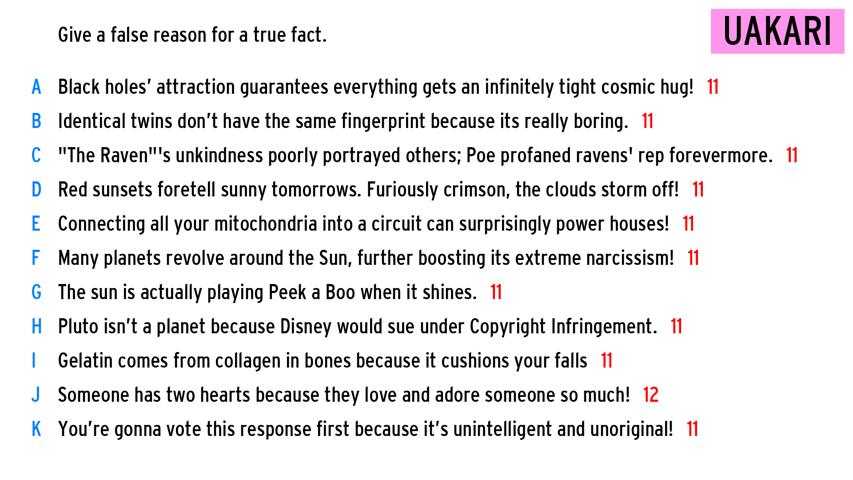 Give a false reason for a true fact.
UAKARI
A Black holes’ attraction guarantees everything gets an infinitely tight cosmic hug! 11
B Identical twins don’t have the same fingerprint because its really boring. 11
C "The Raven"'s unkindness poorly portrayed others; Poe profaned ravens' rep forevermore. 11
D Red sunsets foretell sunny tomorrows. Furiously crimson, the clouds storm off! 11
E Connecting all your mitochondria into a circuit can surprisingly power houses! 11
F Many planets revolve around the Sun, further boosting its extreme narcissism! 11
G The sun is actually playing Peek a Boo when it shines. 11
H Pluto isn’t a planet because Disney would sue under Copyright Infringement. 11
I Gelatin comes from collagen in bones because it cushions your falls 11
J Someone has two hearts because they love and adore someone so much! 12
K You’re gonna vote this response first because it’s unintelligent and unoriginal! 11